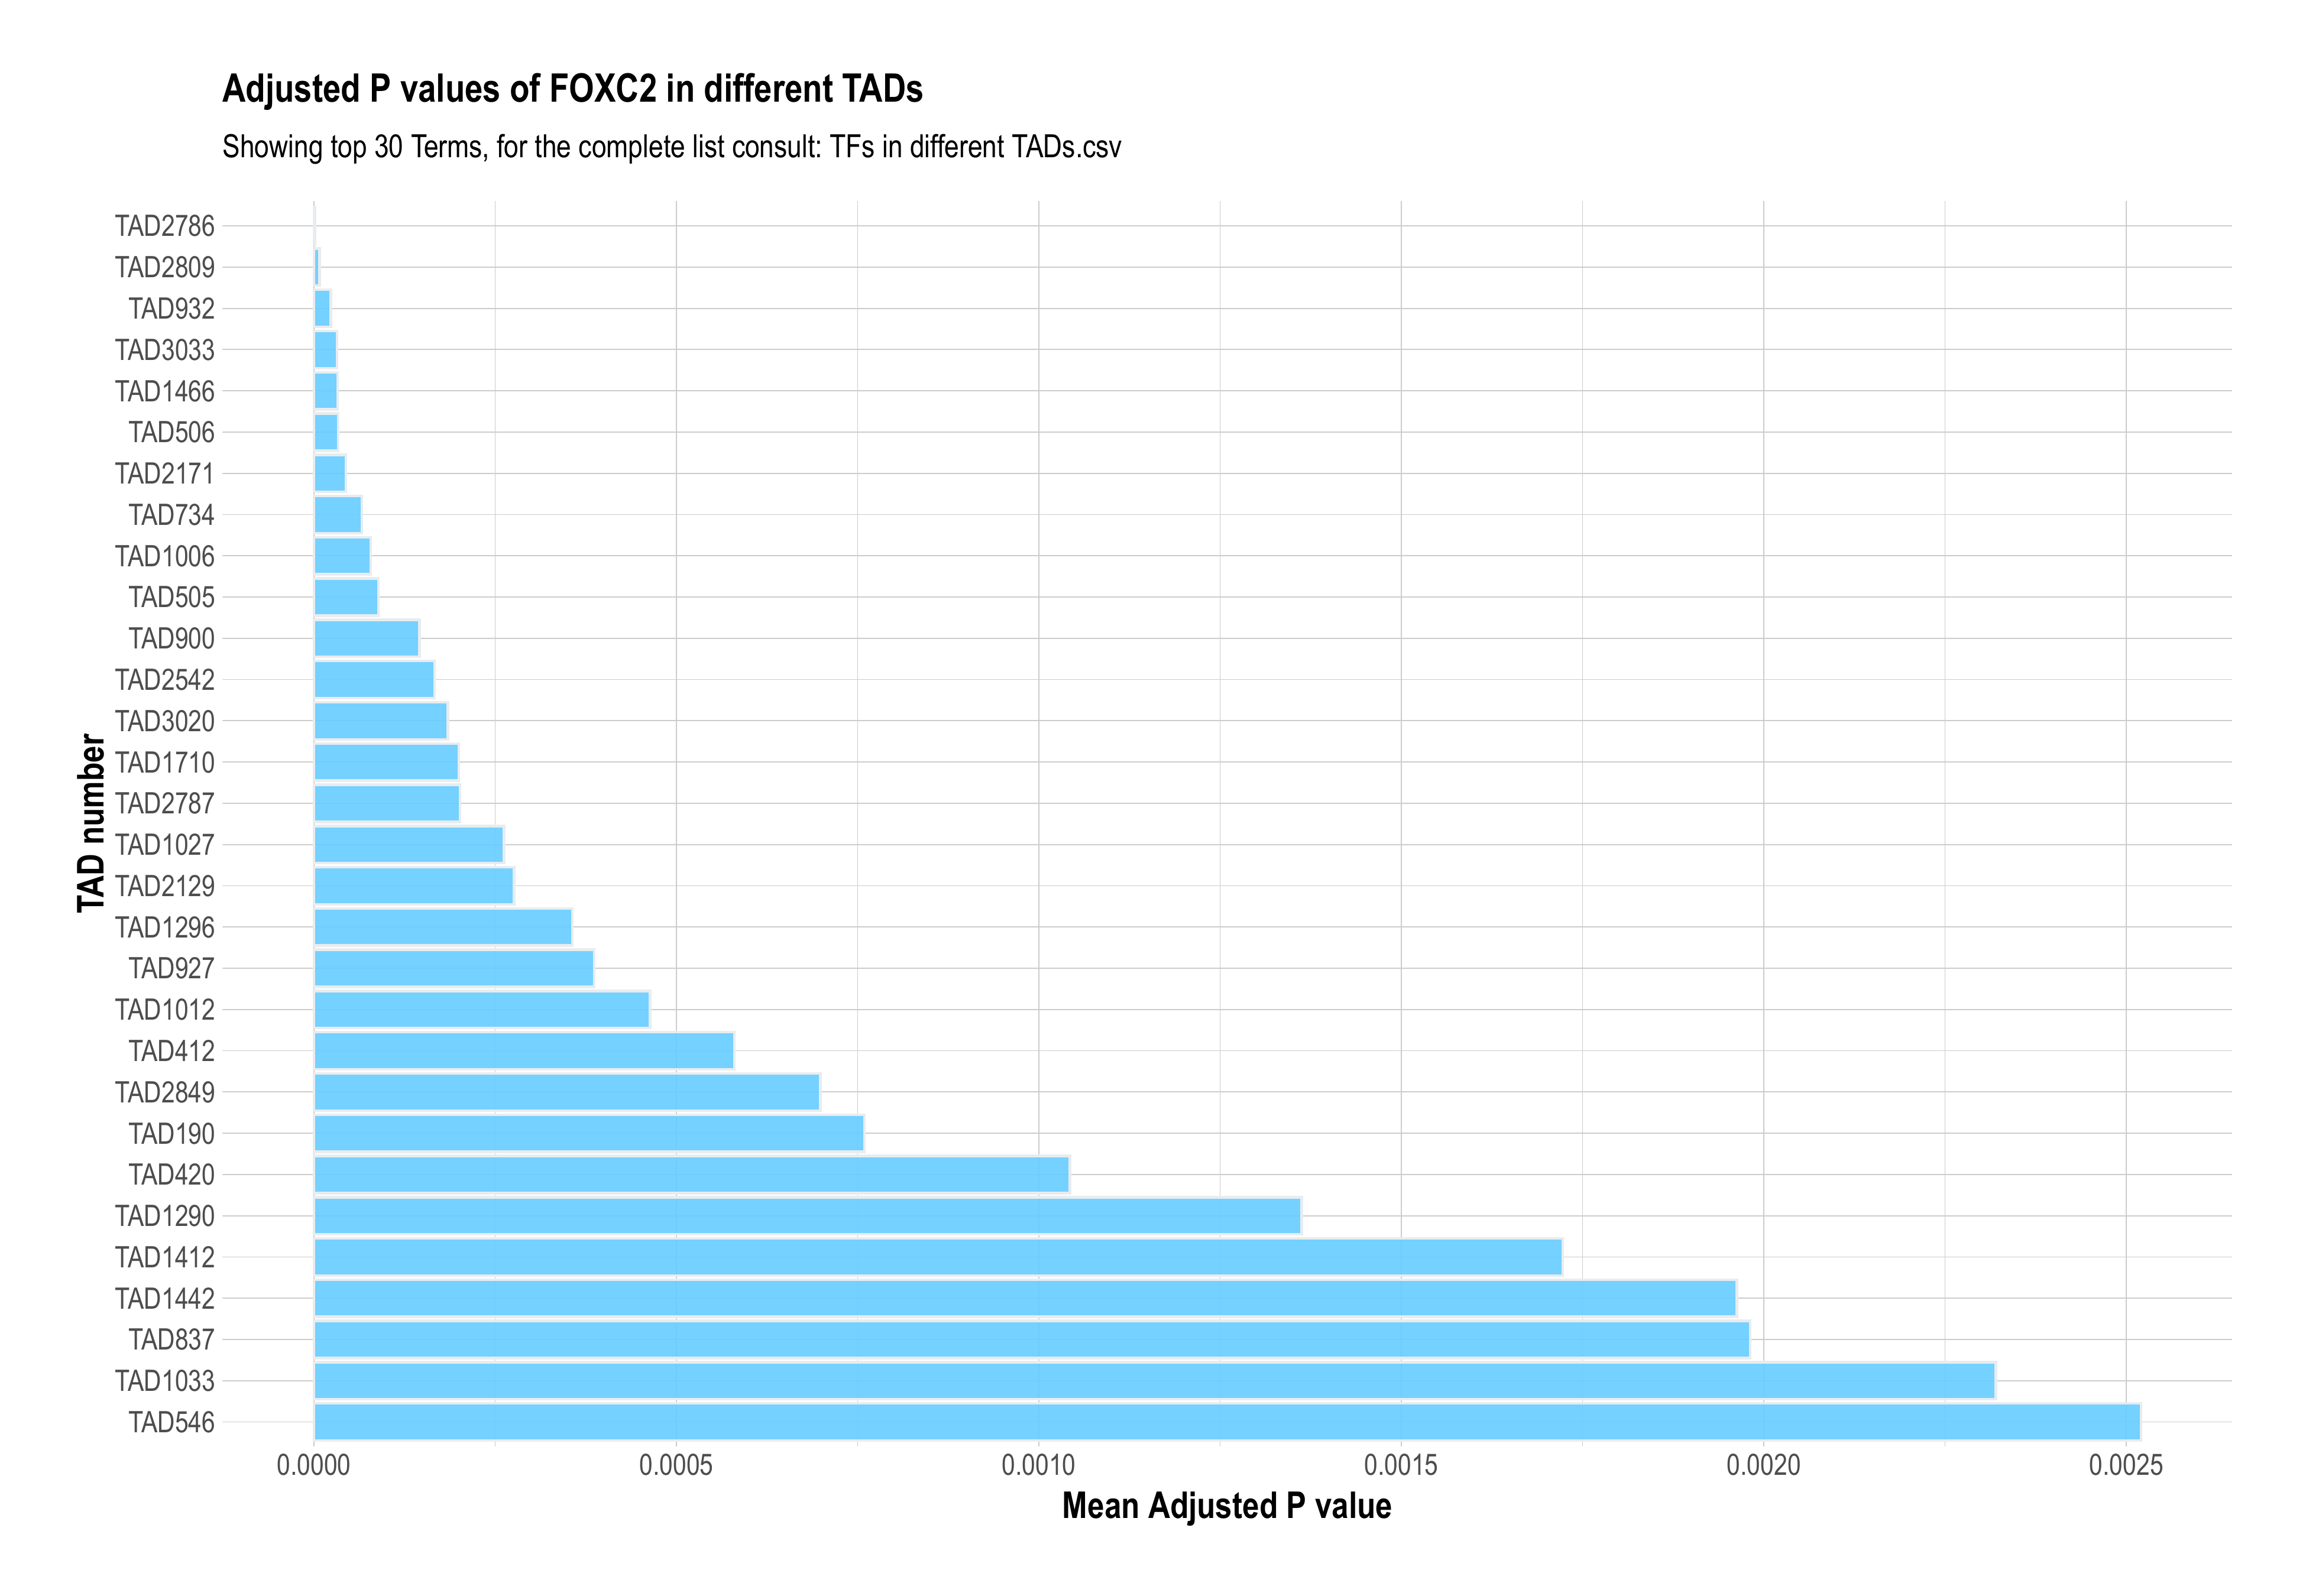 Adjusted P values of FOXC2 in different TADs
Showing top 30 Terms, for the complete list consult: TFs in different TADs.csv
TAD number
TAD2786
TAD2809
TAD932
TAD3033
TAD1466
TAD506
TAD2171
TAD734
TAD1006
TAD505
TAD900
TAD2542
TAD3020
TAD1710
TAD2787
TAD1027
TAD2129
TAD1296
TAD927
TAD1012
TAD412
TAD2849
TAD190
TAD420
TAD1290
TAD1412
TAD1442
TAD837
TAD1033
TAD546
0.0000 0.0005 0.0010 0.0015 0.0020 0.0025
Mean Adjusted P value